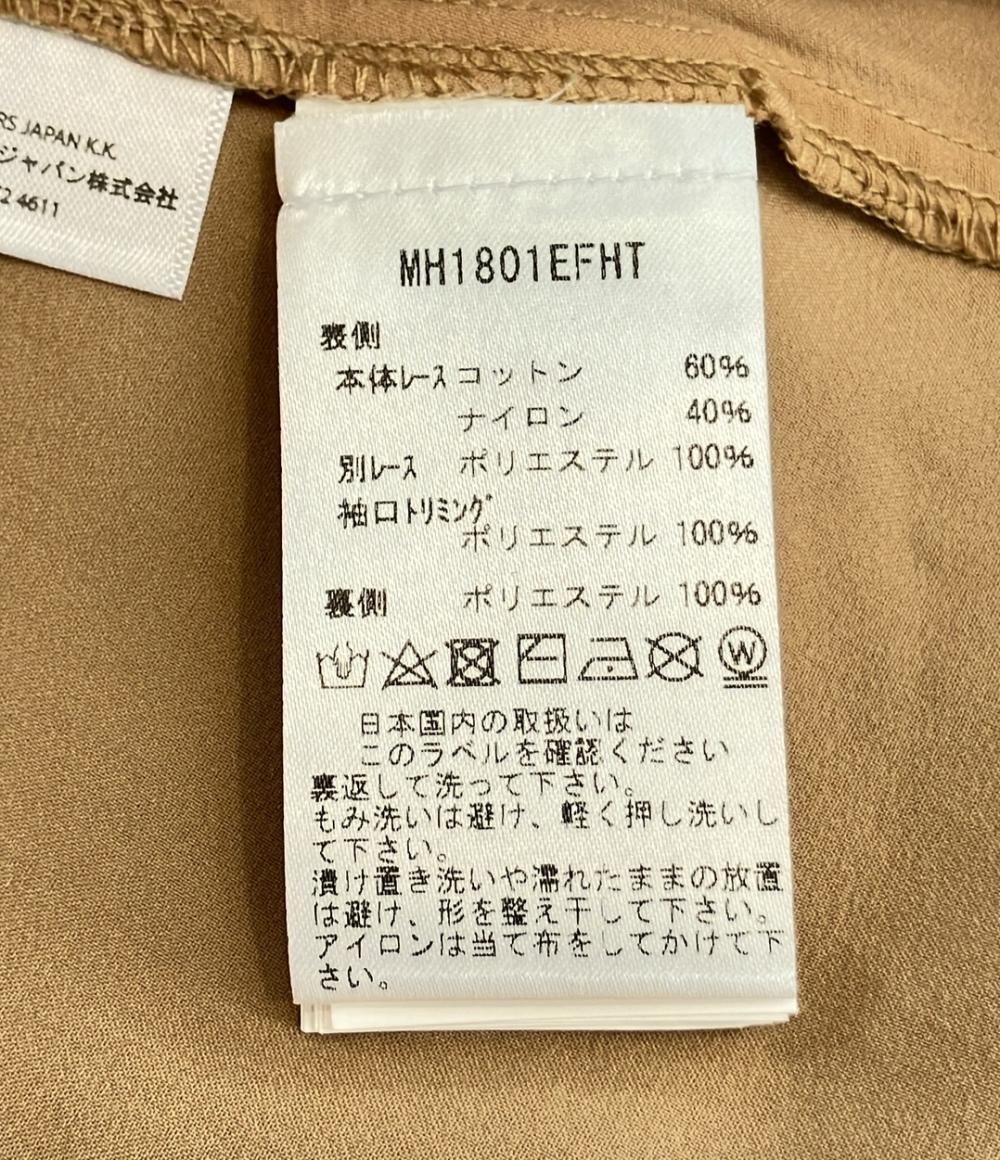 RS JAPAN K.K.
ジャパン株式会社
72 4611
MH1801EFHT
表側
本体レース コットン 60%
ナイロン 40%
別レース ポリエステル 100%
袖口トリミング
ポリエステル 100%
裏側 ポリエステル 100%
W
日本国内の取扱いは
このラベルを確認ください
裏返して洗って下さい。
もみ洗いは避け、軽く押し洗いし
て下さい。
漬け置き洗いや濡れたままの放置
は避け、形を整え干して下さい。
アイロンは当て布をしてかけて下
さい。